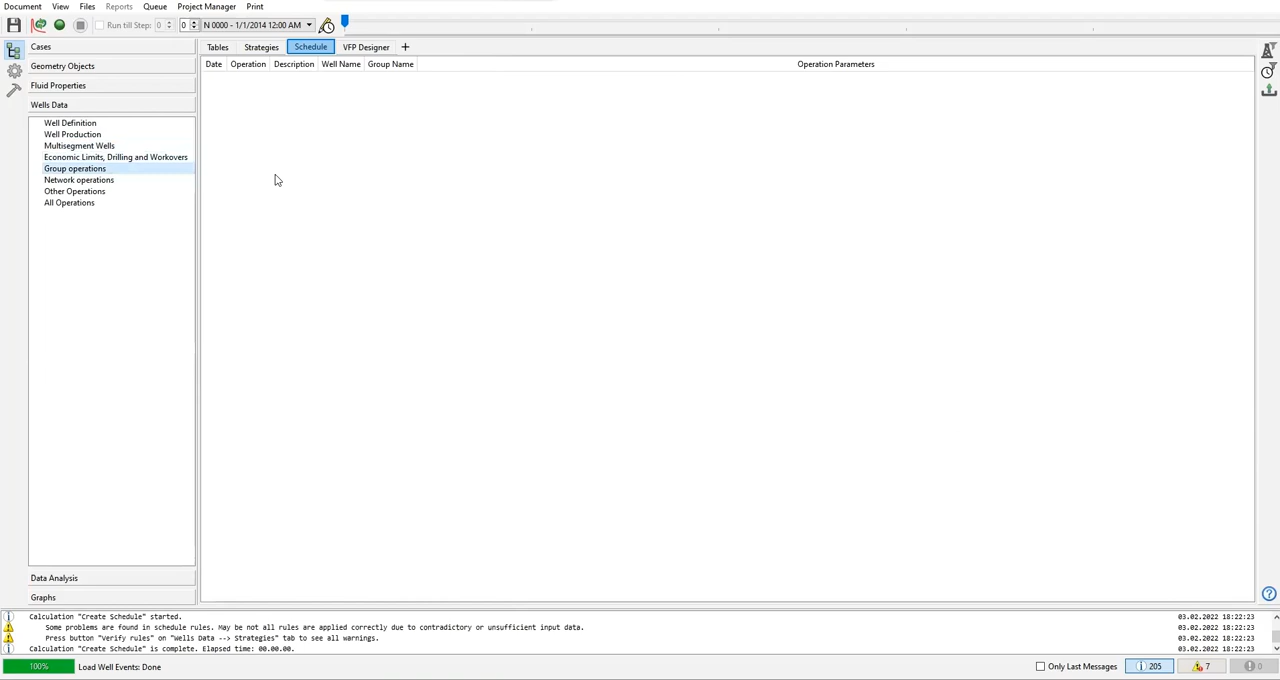 Document View Files Reports Queue Project Manager Print
Run till Step: 0 0 N 0000 - 1/1/2014 12:00 AM
Cases
Tables Strategies Schedule VFP Designer +
Geometry Objects
Date Operation Description Well Name Group Name Operation Parameters
Fluid Properties
Wells Data
Well Definition
Well Production
Multisegment Wells
Economic Limits, Drilling and Workovers
Group operations
Network operations
Other Operations
All Operations
Data Analysis
Graphs
Calculation "Create Schedule" started. 03.02.2022 18:22:23
Some problems are found in schedule rules. May be not all rules are applied correctly due to contradictory or unsufficient input data. 03.02.2022 18:22:23
Press button "Verify rules" on "Wells Data --> Strategies" tab to see all warnings. 03.02.2022 18:22:23
Calculation "Create Schedule" is complete. Elapsed time: 00.00.00. 03.02.2022 18:22:23
100% Load Well Events: Done Only Last Messages 205 7 0